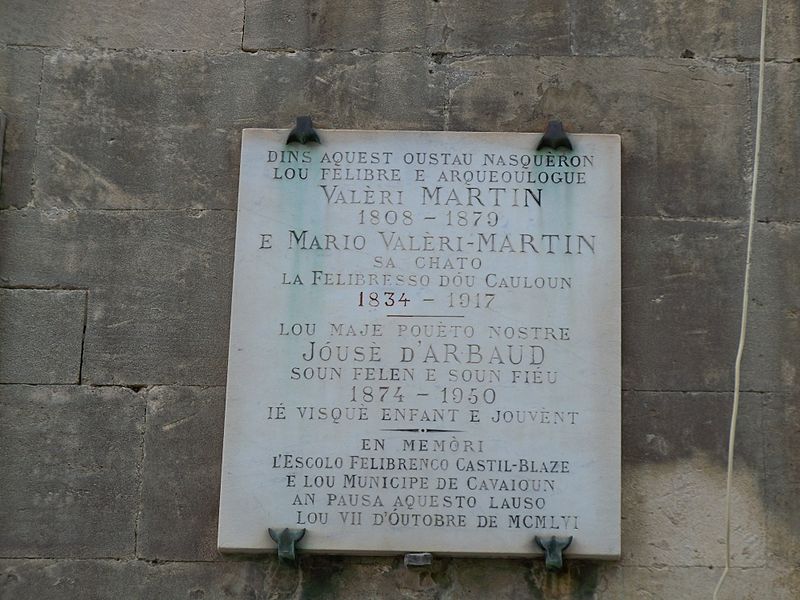 DINS AQUEST OUSTAU NASQUÈRON
LOU FELIBRE E ARQUEOULOGUE
VALÈRI MARTIN
1808 - 1879
E MARIO VALÈRI-MARTIN
SA CHATO
LA FELIBRESSO DÓU CAULOUN
1834 - 1917
LOU MAJE POUÈTO NOSTRE
JÓUSÈ D'ARBAUD
SOUN FELEN E SOUN FIÉU
1874 - 1950
IÉ VISQUÈ ENFANT E JOUVÈNT
EN MEMÒRI
L'ESCOLO FELIBRENCO CASTIL-BLAZE
E LOU MUNICIPE DE CAVAIOUN
AN PAUSA AQUESTO LAUSO
LOU VII D'OUTOBRE DE MCMLVI